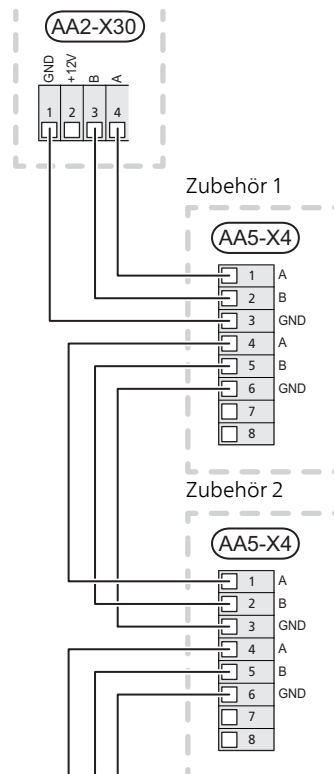 AA2-X30
GND +12V B A
1 2 3 4
Zubehör 1
AA5-X4
1 A
2 B
3 GND
4 A
5 B
6 GND
7
8
Zubehör 2
AA5-X4
1 A
2 B
3 GND
4 A
5 B
6 GND
7
8